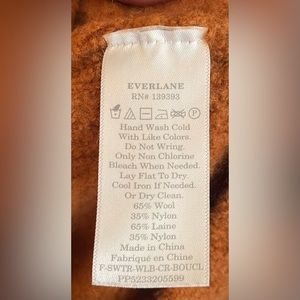 EVERLANE
RN# 139393
Hand Wash Cold
With Like Colors.
Do Not Wring.
Only Non Chlorine
Bleach When Needed.
Lay Flat To Dry.
Cool Iron If Needed.
Or Dry Clean.
65% Wool
35% Nylon
65% Laine
35% Nylon
Made in China
Fabriqué en Chine
F-SWTR-WLB-CR-BOUCL
PP5233205599